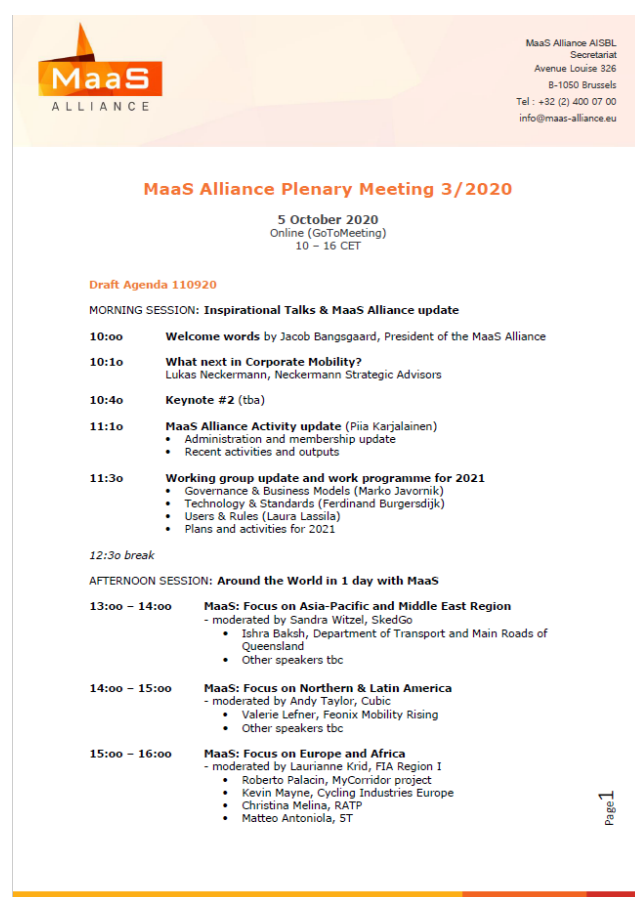 MaaS
ALLIANCE
MaaS Alliance AISBL
Secretariat
Avenue Louise 326
B-1050 Brussels
Tel : +32 (2) 400 07 00
info@maas-alliance.eu
MaaS Alliance Plenary Meeting 3/2020
5 October 2020
Online (GoToMeeting)
10 – 16 CET
Draft Agenda 110920
MORNING SESSION: Inspirational Talks & MaaS Alliance update
10:oo Welcome words by Jacob Bangsgaard, President of the MaaS Alliance
10:1o What next in Corporate Mobility?
Lukas Neckermann, Neckermann Strategic Advisors
10:4o Keynote #2 (tba)
11:1o MaaS Alliance Activity update (Piia Karjalainen)
• Administration and membership update
• Recent activities and outputs
11:3o Working group update and work programme for 2021
• Governance & Business Models (Marko Javornik)
• Technology & Standards (Ferdinand Burgersdijk)
• Users & Rules (Laura Lassila)
• Plans and activities for 2021
12:3o break
AFTERNOON SESSION: Around the World in 1 day with MaaS
13:oo – 14:oo MaaS: Focus on Asia-Pacific and Middle East Region
- moderated by Sandra Witzel, SkedGo
• Ishra Baksh, Department of Transport and Main Roads of
Queensland
• Other speakers tbc
14:oo – 15:oo MaaS: Focus on Northern & Latin America
- moderated by Andy Taylor, Cubic
• Valerie Lefner, Feonix Mobility Rising
• Other speakers tbc
15:oo – 16:oo MaaS: Focus on Europe and Africa
- moderated by Laurianne Krid, FIA Region I
• Roberto Palacin, MyCorridor project
• Kevin Mayne, Cycling Industries Europe
• Christina Melina, RATP
• Matteo Antoniola, 5T
Page1